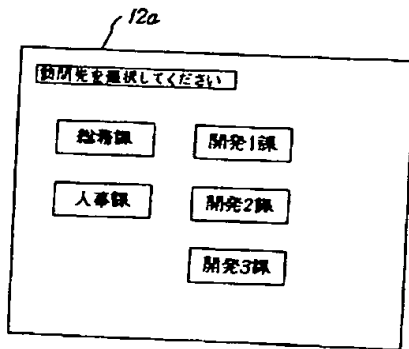 12a
訪問先を選択してください
総務課 開発1課
人事課 開発2課
開発3課